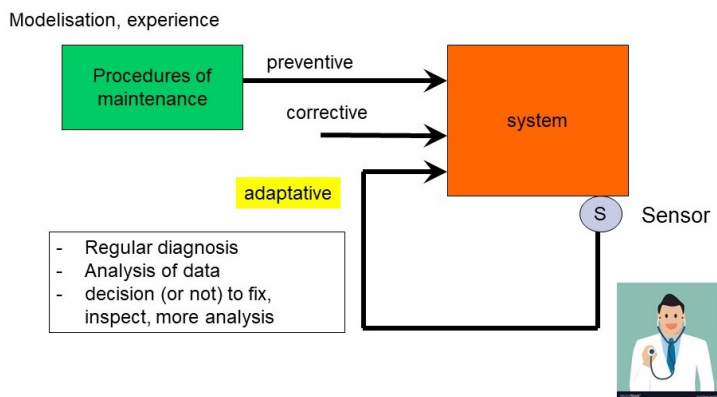 Modelisation, experience
Procedures of
maintenance
preventive
corrective
system
adaptative
S
Sensor
- Regular diagnosis
- Analysis of data
- decision (or not) to fix,
inspect, more analysis